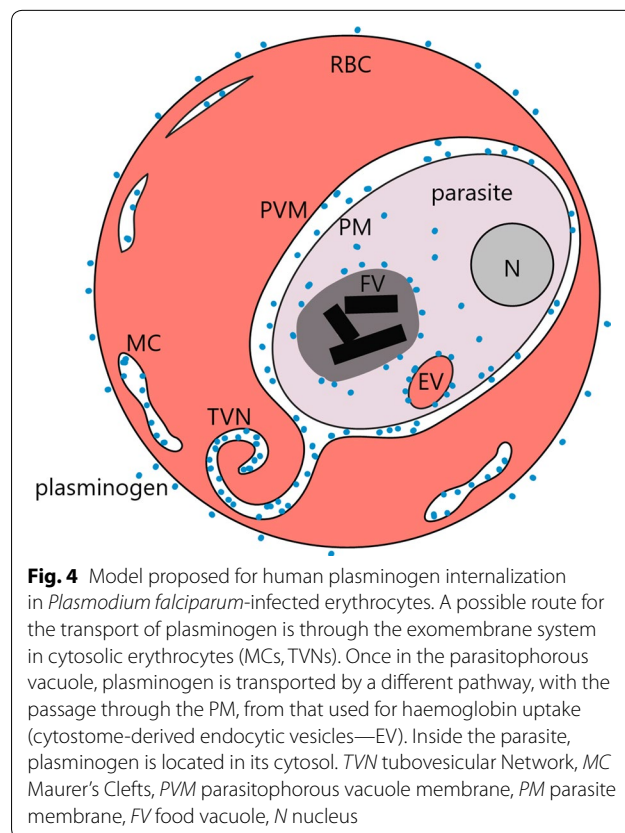 RBC
parasite
PVM
PM
N
FV
MC
EV
TVN
plasminogen
Fig. 4 Model proposed for human plasminogen internalization
in Plasmodium falciparum-infected erythrocytes. A possible route for
the transport of plasminogen is through the exomembrane system
in cytosolic erythrocytes (MCs, TVNs). Once in the parasitophorous
vacuole, plasminogen is transported by a different pathway, with the
passage through the PM, from that used for haemoglobin uptake
(cytostome-derived endocytic vesicles—EV). Inside the parasite,
plasminogen is located in its cytosol. TVN tubovesicular Network, MC
Maurer's Clefts, PVM parasitophorous vacuole membrane, PM parasite
membrane, FV food vacuole, N nucleus